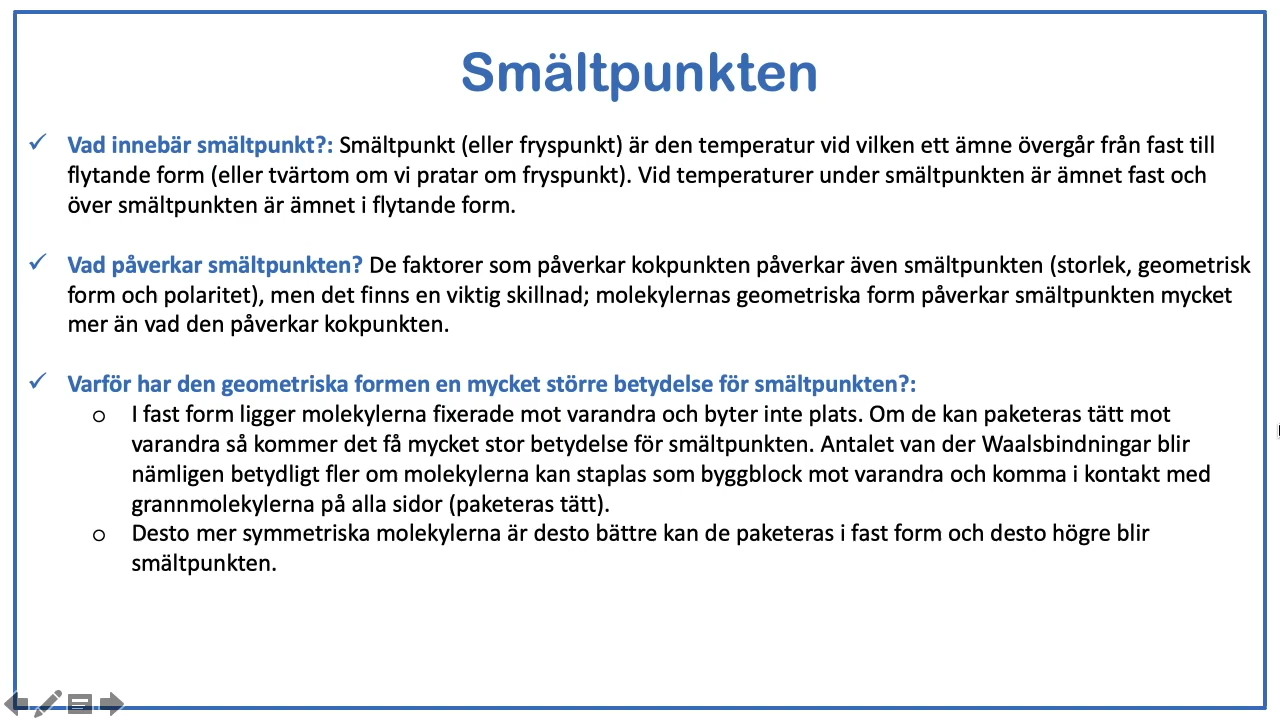 Smältpunkten
Vad innebär smältpunkt?: Smältpunkt (eller fryspunkt) är den temperatur vid vilken ett ämne övergår från fast till
flytande form (eller tvärtom om vi pratar om fryspunkt). Vid temperaturer under smältpunkten är ämnet fast och
över smältpunkten är ämnet i flytande form.
Vad påverkar smältpunkten? De faktorer som påverkar kokpunkten påverkar även smältpunkten (storlek, geometrisk
form och polaritet), men det finns en viktig skillnad; molekylernas geometriska form påverkar smältpunkten mycket
mer än vad den påverkar kokpunkten.
Varför har den geometriska formen en mycket större betydelse för smältpunkten?:
I fast form ligger molekylerna fixerade mot varandra och byter inte plats. Om de kan paketeras tätt mot
varandra så kommer det få mycket stor betydelse för smältpunkten. Antalet van der Waalsbindningar blir
nämligen betydligt fler om molekylerna kan staplas som byggblock mot varandra och komma i kontakt med
grannmolekylerna på alla sidor (paketeras tätt).
Desto mer symmetriska molekylerna är desto bättre kan de paketeras i fast form och desto högre blir
smältpunkten.